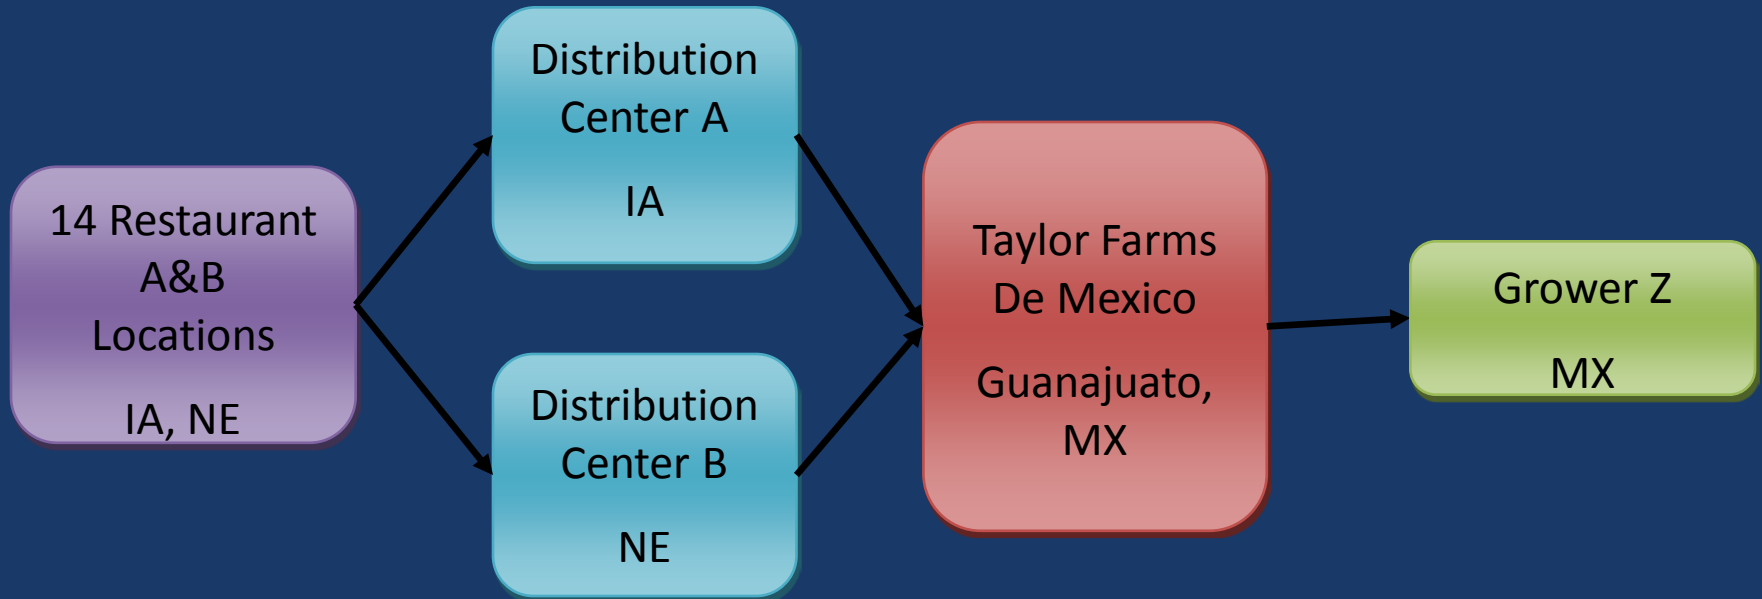 14 Restaurant
A&B
Locations
IA, NE
Distribution
Center A
IA
Distribution
Center B
NE
Taylor Farms
De Mexico
Guanajuato,
MX
Grower Z
MX